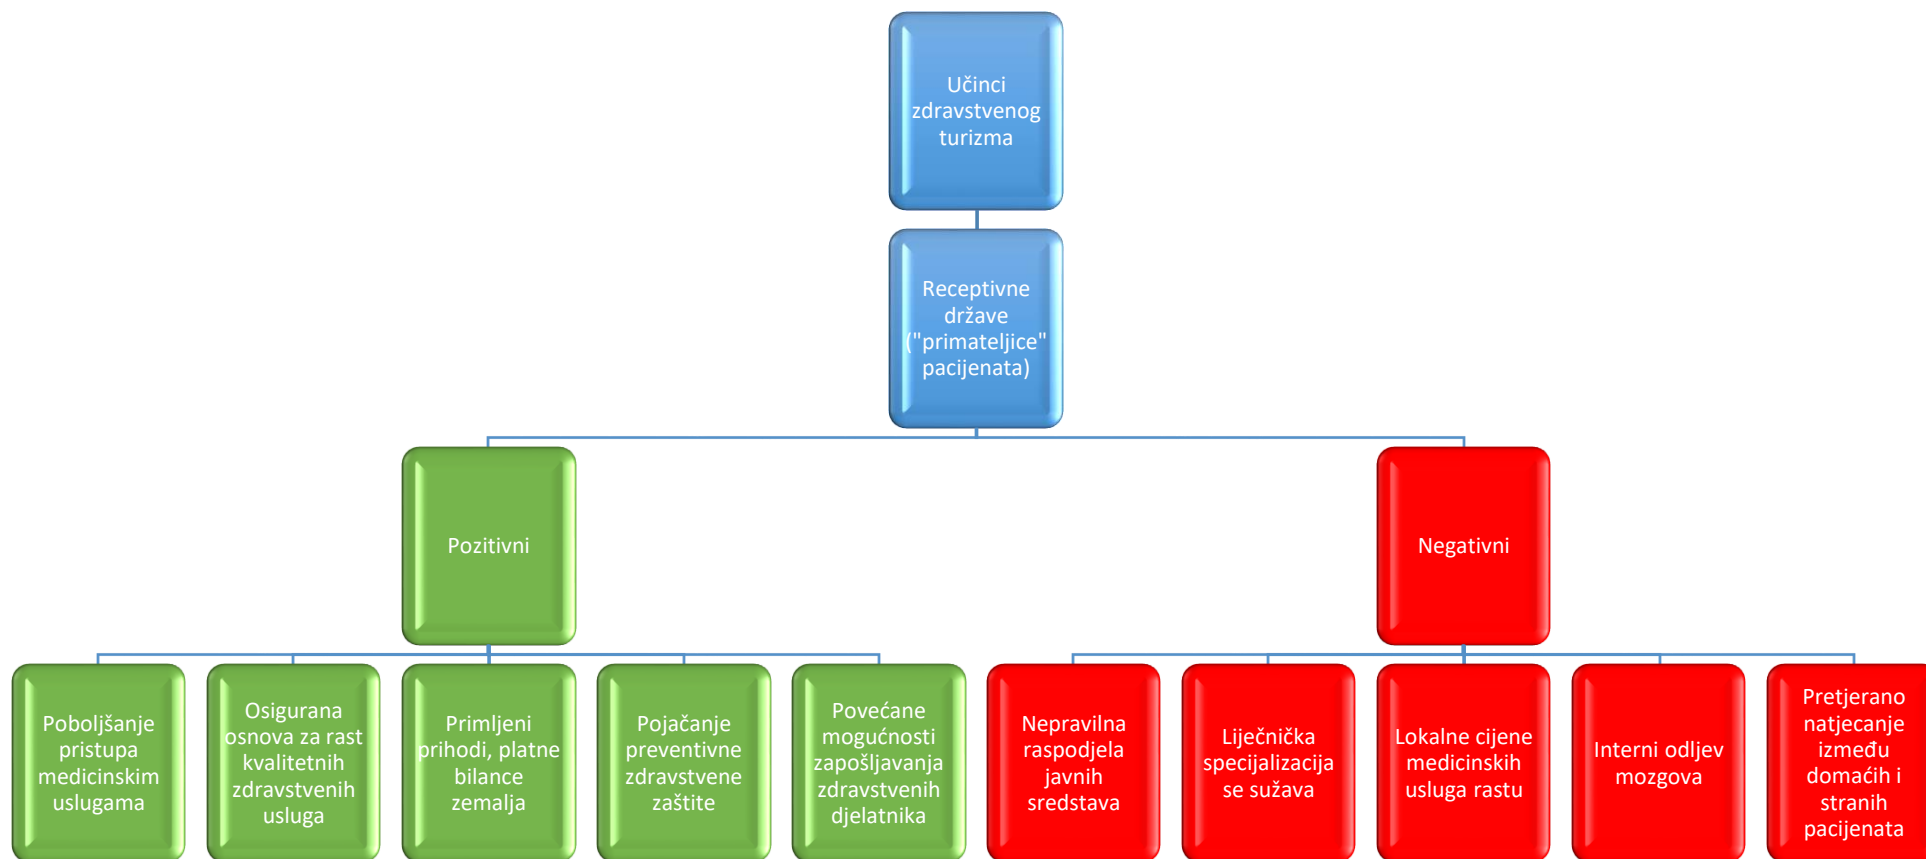 Učinci
zdravstvenog
turizma
Receptivne
države
("primateljice"
pacijenata)
Pozitivni
Negativni
Poboljšanje
pristupa
medicinskim
uslugama
Osigurana
osnova za rast
kvalitetnih
zdravstvenih
usluga
Primljeni
prihodi, platne
bilance
zemalja
Pojačanje
preventivne
zdravstvene
zaštite
Povećane
mogućnosti
zapošljavanja
zdravstvenih
djelatnika
Nepravilna
raspodjela
javnih
sredstava
Liječnička
specijalizacija
se sužava
Lokalne cijene
medicinskih
usluga rastu
Interni odljev
mozgova
Pretjerano
natjecanje
između
domaćih i
stranih
pacijenata